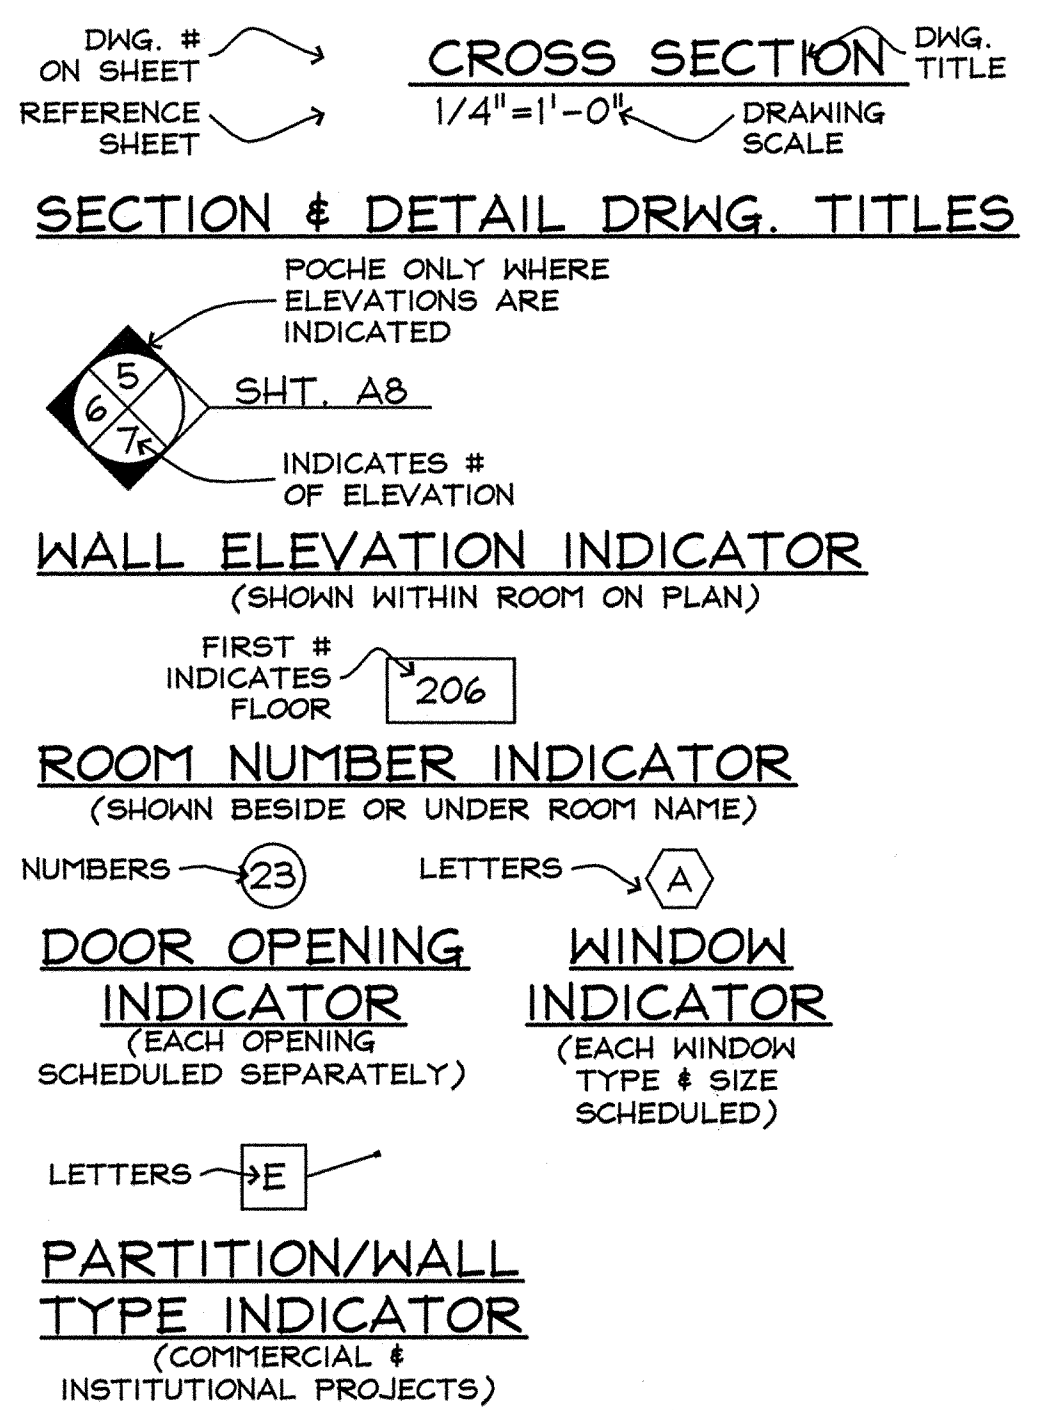 DWG. #
ON SHEET
CROSS SECTION
DWG.
TITLE
REFERENCE
SHEET
1/4"=1'-0"
DRAWING
SCALE
SECTION & DETAIL DRWG. TITLES
POCHE ONLY WHERE
ELEVATIONS ARE
INDICATED
5
6
7
SHT. A8
INDICATES #
OF ELEVATION
WALL ELEVATION INDICATOR
(SHOWN WITHIN ROOM ON PLAN)
FIRST #
INDICATES
FLOOR
206
ROOM NUMBER INDICATOR
(SHOWN BESIDE OR UNDER ROOM NAME)
NUMBERS
23
LETTERS
A
DOOR OPENING
INDICATOR
(EACH OPENING
SCHEDULED SEPARATELY)
WINDOW
INDICATOR
(EACH WINDOW
TYPE & SIZE
SCHEDULED)
LETTERS
E
PARTITION/WALL
TYPE INDICATOR
(COMMERCIAL &
INSTITUTIONAL PROJECTS)